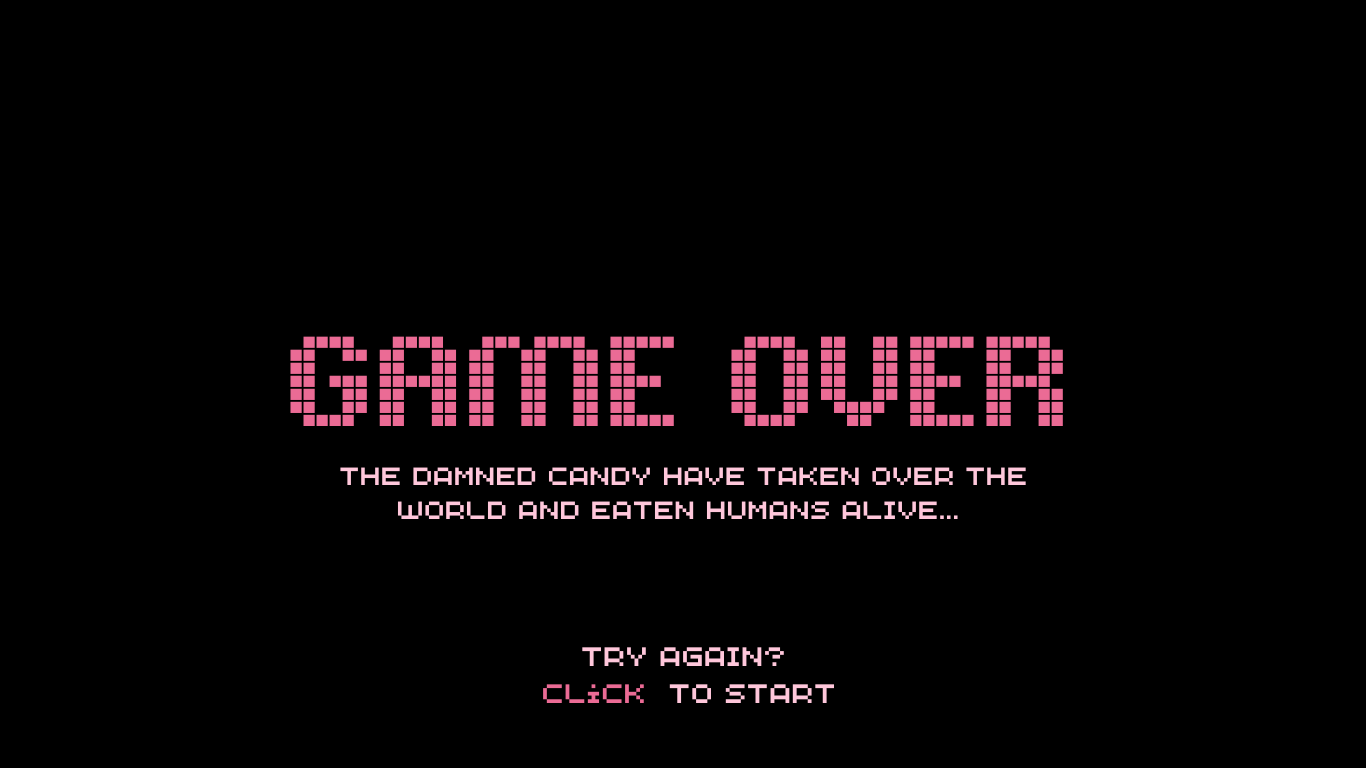 GAME OVER
THE DAMNED CANDY HAVE TAKEN OVER THE
WORLD AND EATEN HUMANS ALIVE...
TRY AGAIN?
CLiCK TO START